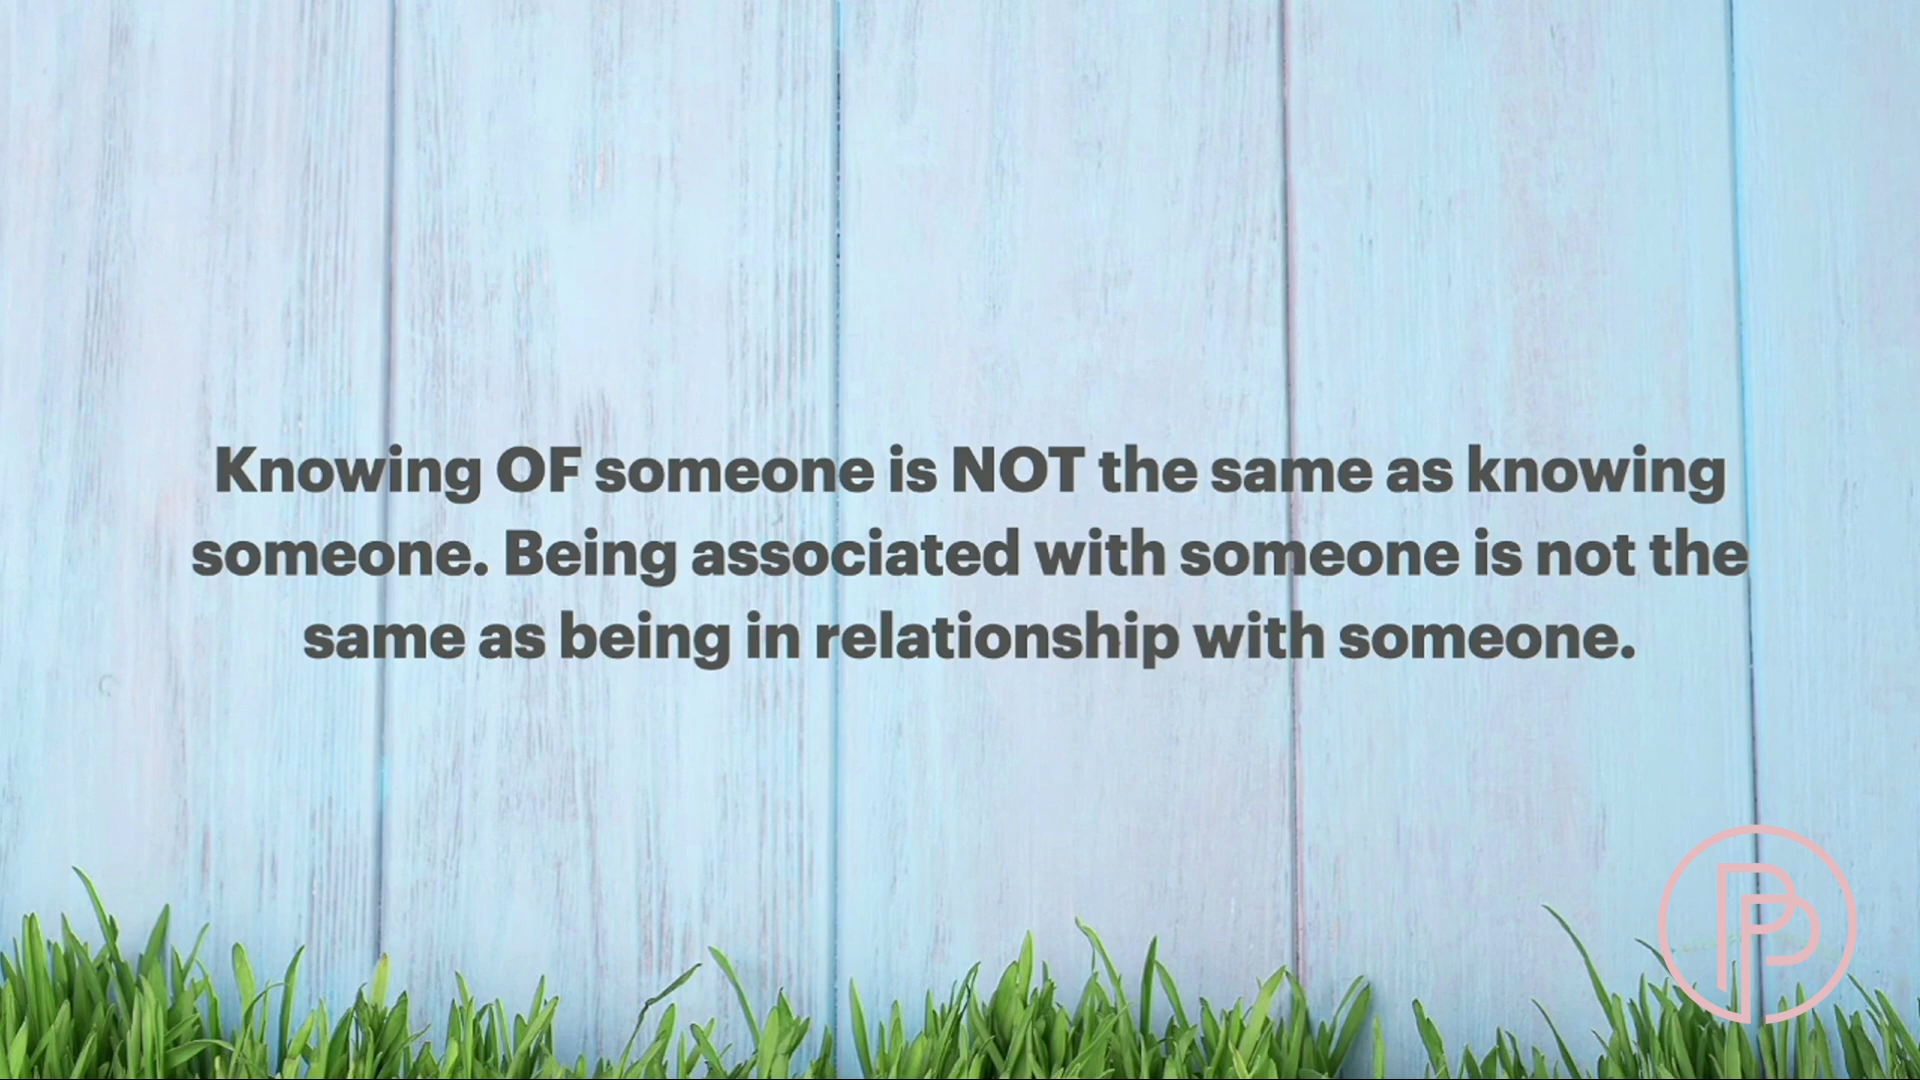 Knowing OF someone is NOT the same as knowing
someone. Being associated with someone is not the
same as being in relationship with someone.
PP